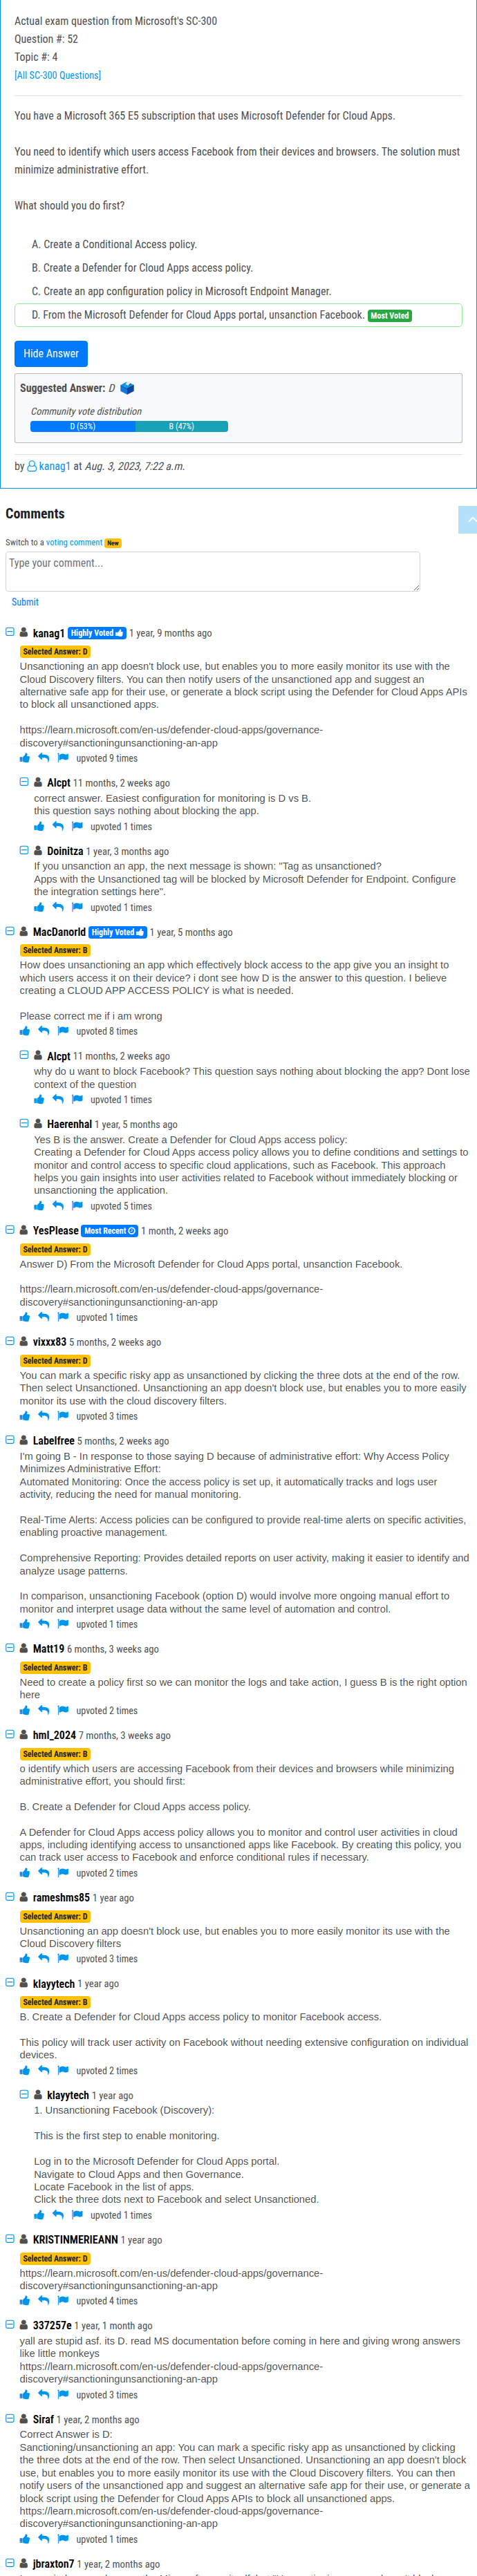 Actual exam question from Microsoft's SC-300
Question #: 52
Topic #: 4
[All SC-300 Questions]
You have a Microsoft 365 E5 subscription that uses Microsoft Defender for Cloud Apps.
You need to identify which users access Facebook from their devices and browsers. The solution must
minimize administrative effort.
What should you do first?
A. Create a Conditional Access policy.
B. Create a Defender for Cloud Apps access policy.
C. Create an app configuration policy in Microsoft Endpoint Manager.
D. From the Microsoft Defender for Cloud Apps portal, unsanction Facebook. Most Voted
Hide Answer
Suggested Answer: D
Community vote distribution
D (53%) B (47%)
by kanag1 at Aug. 3, 2023, 7:22 a.m.
Comments
Switch to a voting comment New
Type your comment...
Submit
kanag1 Highly Voted 1 year, 9 months ago
Selected Answer: D
Unsanctioning an app doesn't block use, but enables you to more easily monitor its use with the
Cloud Discovery filters. You can then notify users of the unsanctioned app and suggest an
alternative safe app for their use, or generate a block script using the Defender for Cloud Apps APIs
to block all unsanctioned apps.
https://learn.microsoft.com/en-us/defender-cloud-apps/governance-
discovery#sanctioningunsanctioning-an-app
upvoted 9 times
Alcpt 11 months, 2 weeks ago
correct answer. Easiest configuration for monitoring is D vs B.
this question says nothing about blocking the app.
upvoted 1 times
Doinitza 1 year, 3 months ago
If you unsanction an app, the next message is shown: "Tag as unsanctioned?
Apps with the Unsanctioned tag will be blocked by Microsoft Defender for Endpoint. Configure
the integration settings here".
upvoted 1 times
MacDanorld Highly Voted 1 year, 5 months ago
Selected Answer: B
How does unsanctioning an app which effectively block access to the app give you an insight to
which users access it on their device? i dont see how D is the answer to this question. I believe
creating a CLOUD APP ACCESS POLICY is what is needed.
Please correct me if i am wrong
upvoted 8 times
Alcpt 11 months, 2 weeks ago
why do u want to block Facebook? This question says nothing about blocking the app? Dont lose
context of the question
upvoted 1 times
Haerenhal 1 year, 5 months ago
Yes B is the answer. Create a Defender for Cloud Apps access policy:
Creating a Defender for Cloud Apps access policy allows you to define conditions and settings to
monitor and control access to specific cloud applications, such as Facebook. This approach
helps you gain insights into user activities related to Facebook without immediately blocking or
unsanctioning the application.
upvoted 5 times
YesPlease Most Recent 1 month, 2 weeks ago
Selected Answer: D
Answer D) From the Microsoft Defender for Cloud Apps portal, unsanction Facebook.
https://learn.microsoft.com/en-us/defender-cloud-apps/governance-
discovery#sanctioningunsanctioning-an-app
upvoted 1 times
vixxx83 5 months, 2 weeks ago
Selected Answer: D
You can mark a specific risky app as unsanctioned by clicking the three dots at the end of the row.
Then select Unsanctioned. Unsanctioning an app doesn't block use, but enables you to more easily
monitor its use with the cloud discovery filters.
upvoted 3 times
Labelfree 5 months, 2 weeks ago
I'm going B - In response to those saying D because of administrative effort: Why Access Policy
Minimizes Administrative Effort:
Automated Monitoring: Once the access policy is set up, it automatically tracks and logs user
activity, reducing the need for manual monitoring.
Real-Time Alerts: Access policies can be configured to provide real-time alerts on specific activities,
enabling proactive management.
Comprehensive Reporting: Provides detailed reports on user activity, making it easier to identify and
analyze usage patterns.
In comparison, unsanctioning Facebook (option D) would involve more ongoing manual effort to
monitor and interpret usage data without the same level of automation and control.
upvoted 1 times
Matt19 6 months, 3 weeks ago
Selected Answer: B
Need to create a policy first so we can monitor the logs and take action, I guess B is the right option
here
upvoted 2 times
hml_2024 7 months, 3 weeks ago
Selected Answer: B
o identify which users are accessing Facebook from their devices and browsers while minimizing
administrative effort, you should first:
B. Create a Defender for Cloud Apps access policy.
A Defender for Cloud Apps access policy allows you to monitor and control user activities in cloud
apps, including identifying access to unsanctioned apps like Facebook. By creating this policy, you
can track user access to Facebook and enforce conditional rules if necessary.
upvoted 2 times
rameshms85 1 year ago
Selected Answer: D
Unsanctioning an app doesn't block use, but enables you to more easily monitor its use with the
Cloud Discovery filters
upvoted 3 times
klayytech 1 year ago
Selected Answer: B
B. Create a Defender for Cloud Apps access policy to monitor Facebook access.
This policy will track user activity on Facebook without needing extensive configuration on individual
devices.
upvoted 2 times
klayytech 1 year ago
1. Unsanctioning Facebook (Discovery):
This is the first step to enable monitoring.
Log in to the Microsoft Defender for Cloud Apps portal.
Navigate to Cloud Apps and then Governance.
Locate Facebook in the list of apps.
Click the three dots next to Facebook and select Unsanctioned.
upvoted 1 times
KRISTINMERIEANN 1 year ago
Selected Answer: D
https://learn.microsoft.com/en-us/defender-cloud-apps/governance-
discovery#sanctioningunsanctioning-an-app
upvoted 4 times
337257e 1 year, 1 month ago
yall are stupid asf. its D. read MS documentation before coming in here and giving wrong answers
like little monkeys
https://learn.microsoft.com/en-us/defender-cloud-apps/governance-
discovery#sanctioningunsanctioning-an-app
upvoted 3 times
Siraf 1 year, 2 months ago
Correct Answer is D:
Sanctioning/unsanctioning an app: You can mark a specific risky app as unsanctioned by clicking
the three dots at the end of the row. Then select Unsanctioned. Unsanctioning an app doesn't block
use, but enables you to more easily monitor its use with the Cloud Discovery filters. You can then
notify users of the unsanctioned app and suggest an alternative safe app for their use, or generate a
block script using the Defender for Cloud Apps APIs to block all unsanctioned apps.
https://learn.microsoft.com/en-us/defender-cloud-apps/governance-
discovery#sanctioningunsanctioning-an-app
upvoted 1 times
jbraxton7 1 year, 2 months ago